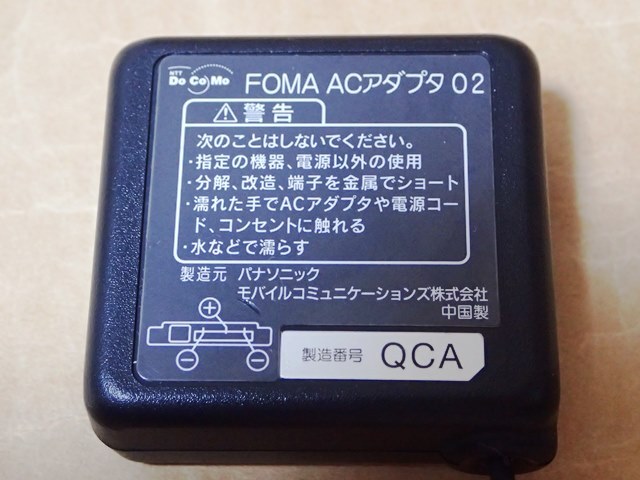 NTT
DoCoMo
FOMA ACアダプタ 02
警告
次のことはしないでください。
・指定の機器、電源以外の使用
・分解、改造、端子を金属でショート
・濡れた手でACアダプタや電源コー
ド、コンセントに触れる
・水などで濡らす
製造元 パナソニック
モバイルコミュニケーションズ株式会社
中国製
製造番号 QCA